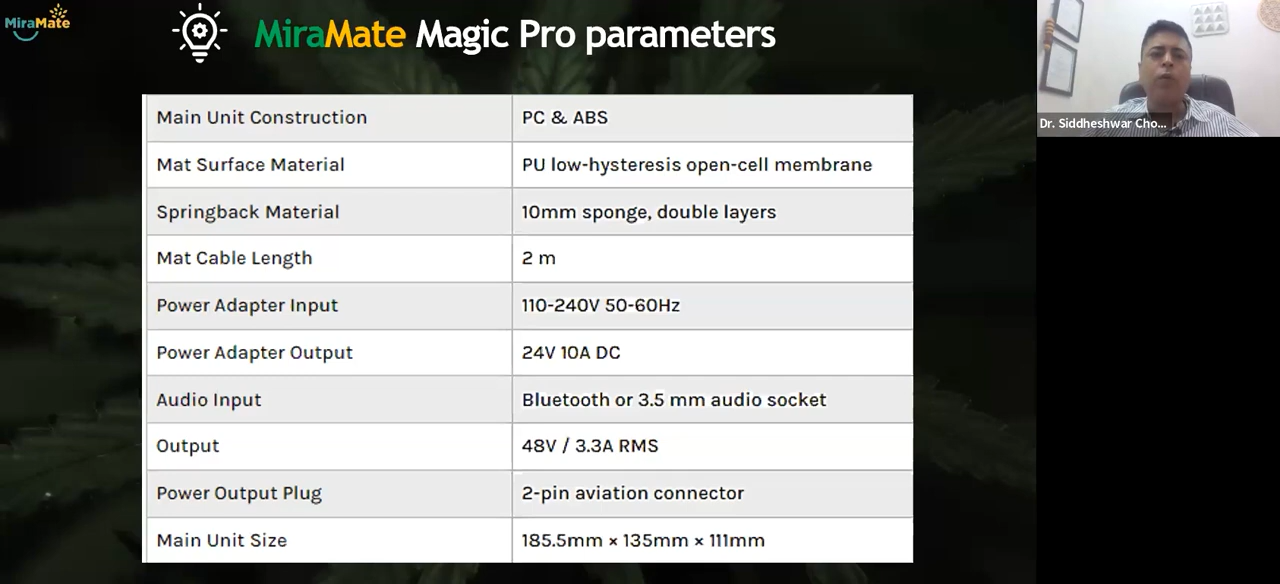 MiraMate
MiraMate Magic Pro parameters
Main Unit Construction PC & ABS
Mat Surface Material PU low-hysteresis open-cell membrane
Springback Material 10mm sponge, double layers
Mat Cable Length 2 m
Power Adapter Input 110-240V 50-60Hz
Power Adapter Output 24V 10A DC
Audio Input Bluetooth or 3.5 mm audio socket
Output 48V / 3.3A RMS
Power Output Plug 2-pin aviation connector
Main Unit Size 185.5mm × 135mm × 111mm
Dr. Siddheshwar Cho...